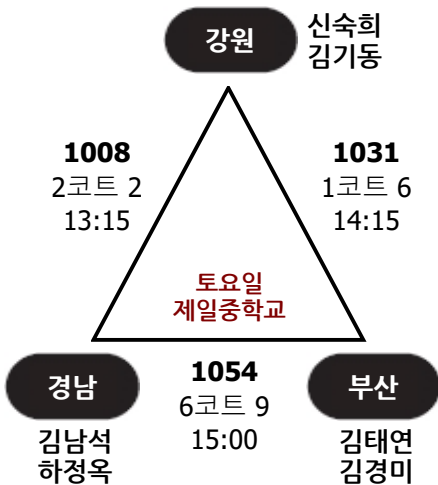 강원
신숙희
김기동
1008
2코트 2
13:15
1031
1코트 6
14:15
토요일
제일중학교
경남
김남석
하정옥
1054
6코트 9
15:00
부산
김태연
김경미